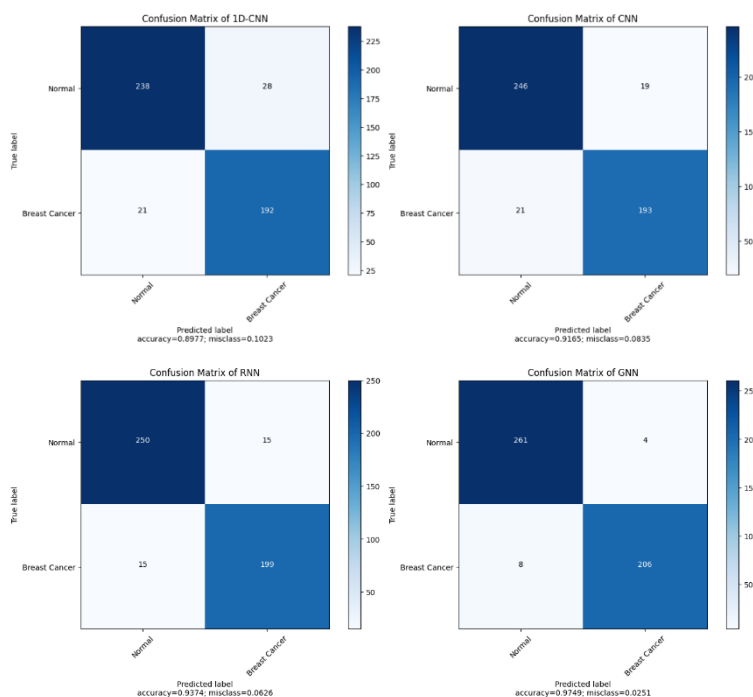 Confusion Matrix of 1D-CNN
Normal
238
28
Breast Cancer
21
192
True label
Normal
Breast Cancer
Predicted label
accuracy=0.8977; misclass=0.1023
225
200
175
150
125
100
75
50
25
Confusion Matrix of CNN
Normal
246
19
Breast Cancer
21
193
True label
Normal
Breast Cancer
Predicted label
accuracy=0.9165; misclass=0.0835
50
Confusion Matrix of RNN
Normal
250
15
Breast Cancer
15
199
True label
Normal
Breast Cancer
Predicted label
accuracy=0.9374; misclass=0.0626
250
200
150
100
50
Confusion Matrix of GNN
Normal
261
4
Breast Cancer
8
206
True label
Normal
Breast Cancer
Predicted label
accuracy=0.9749; misclass=0.0251
50